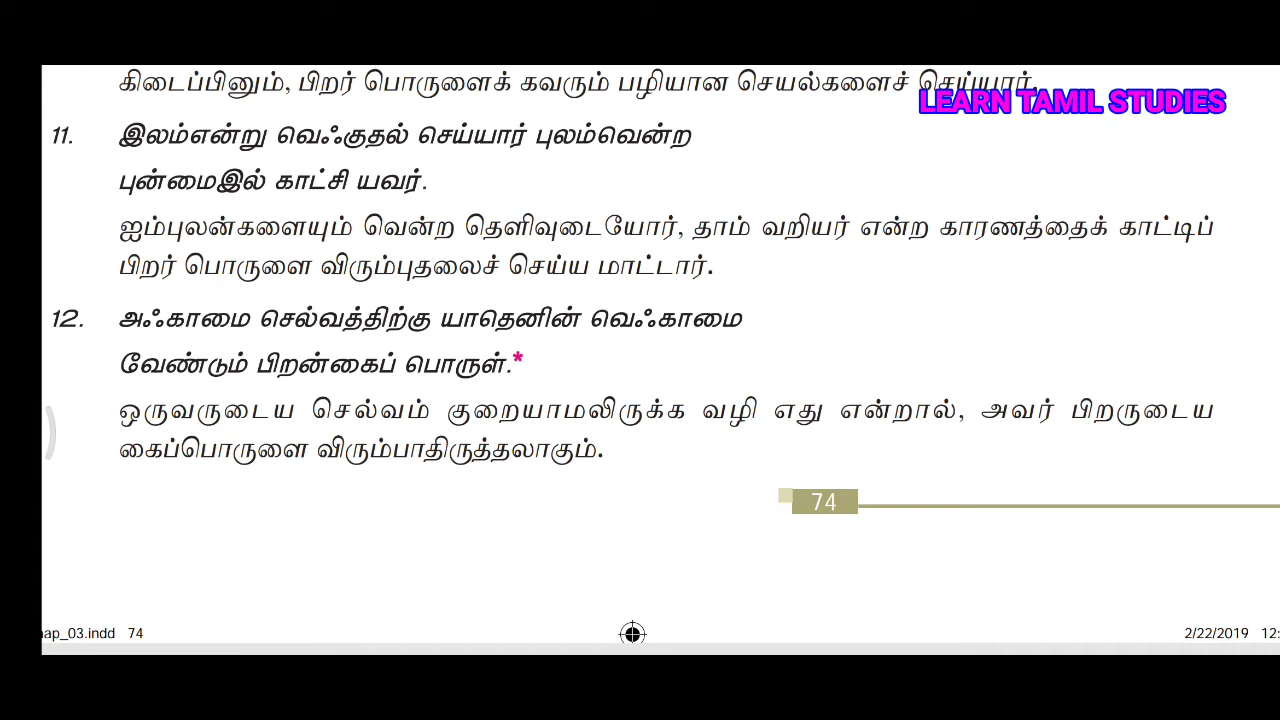 கிடைப்பினும், பிறர் பொருளைக் கவரும் பழியான செயல்களைச் செய்யார்.
LEARN TAMIL STUDIES
11. இலம்என்று வெஃகுதல் செய்யார் புலம்வென்ற
புன்மைஇல் காட்சி யவர்.
ஐம்புலன்களையும் வென்ற தெளிவுடையோர், தாம் வறியர் என்ற காரணத்தைக் காட்டிப்
பிறர் பொருளை விரும்புதலைச் செய்ய மாட்டார்.
12. அஃகாமை செல்வத்திற்கு யாதெனின் வெஃகாமை
வேண்டும் பிறன்கைப் பொருள்.*
ஒருவருடைய செல்வம் குறையாமலிருக்க வழி எது என்றால், அவர் பிறருடைய
கைப்பொருளை விரும்பாதிருத்தலாகும்.
74
ap_03.indd 74
2/22/2019 12: